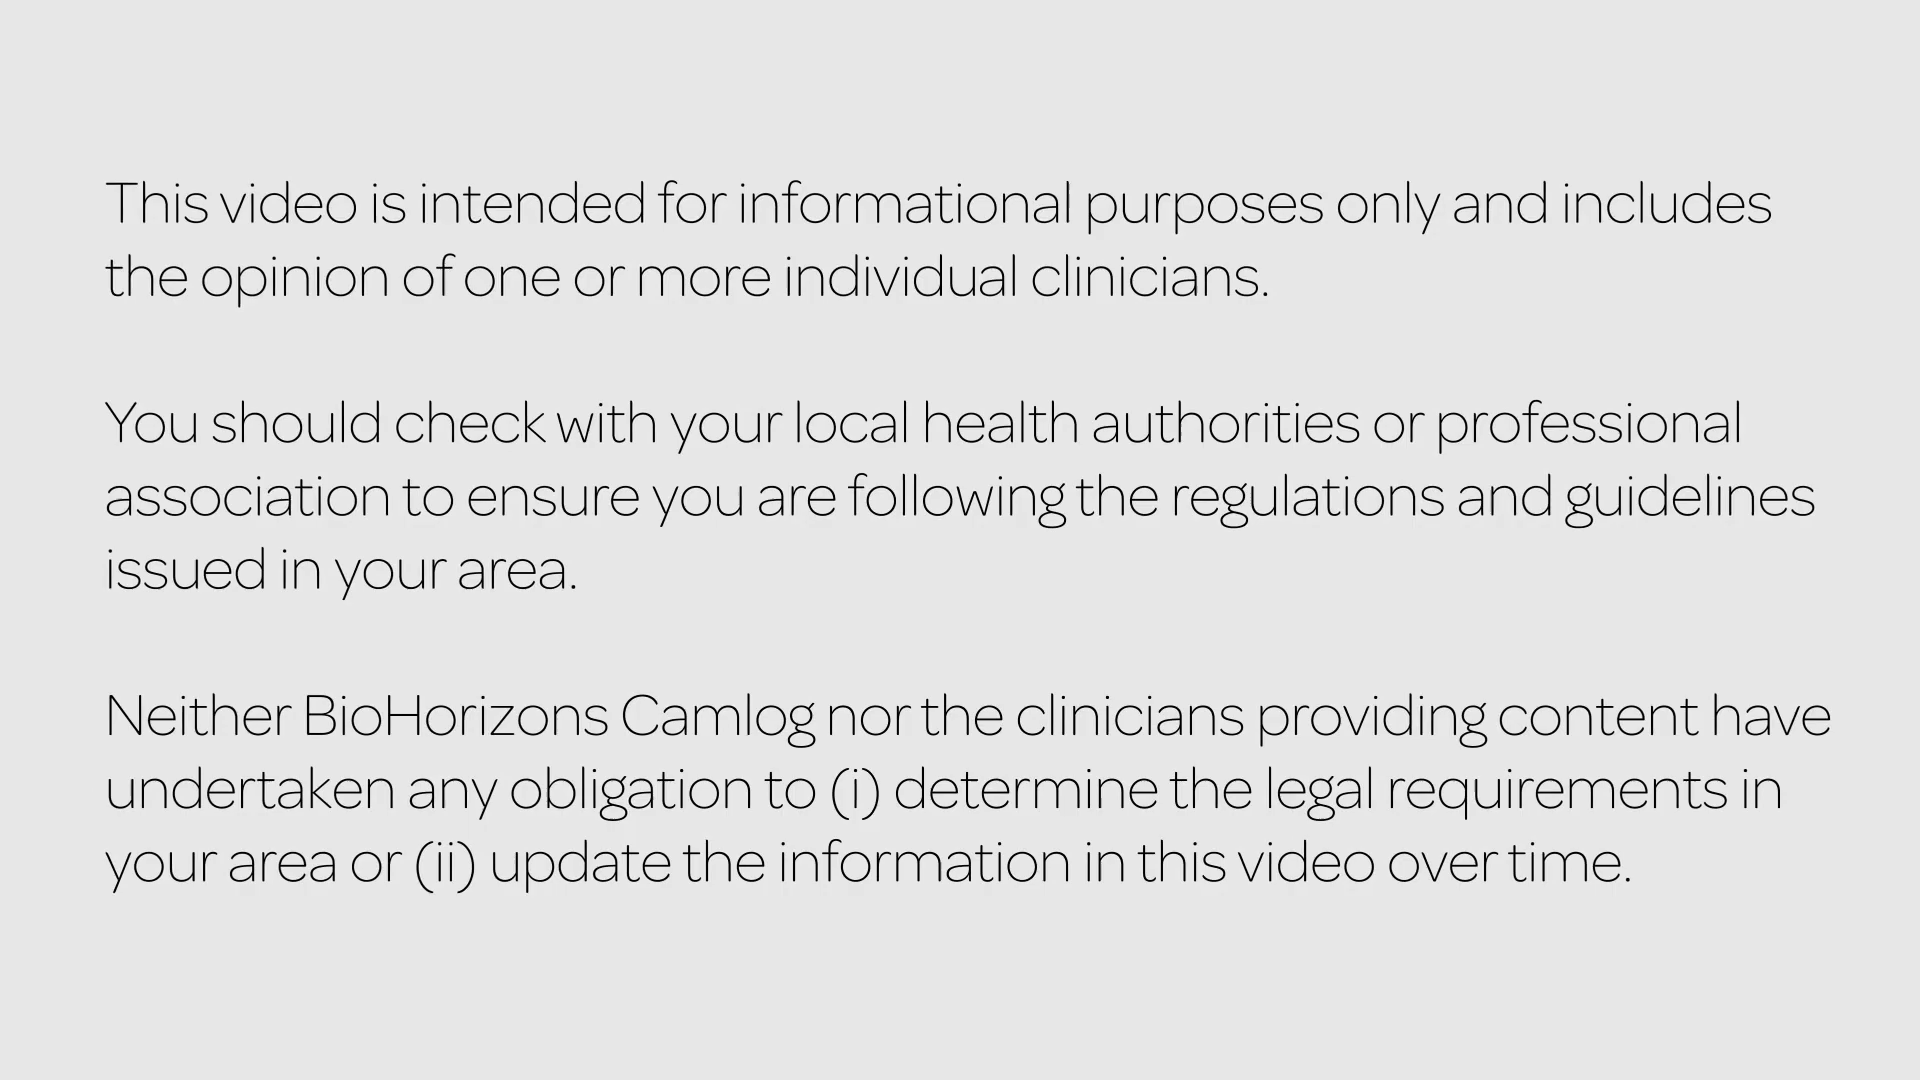 This video is intended for informational purposes only and includes
the opinion of one or more individual clinicians.
You should check with your local health authorities or professional
association to ensure you are following the regulations and guidelines
issued in your area.
Neither BioHorizons Camlog nor the clinicians providing content have
undertaken any obligation to (i) determine the legal requirements in
your area or (ii) update the information in this video over time.